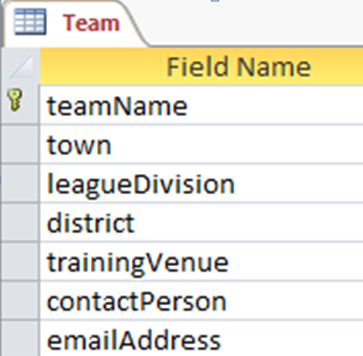 Team
Field Name
teamName
town
leagueDivision
district
trainingVenue
contactPerson
emailAddress